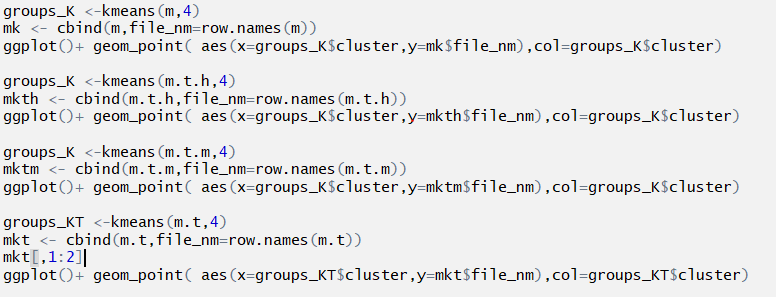 groups_K <-kmeans(m,4)
mk <- cbind(m,file_nm=row.names(m))
ggplot()+ geom_point( aes(x=groups_K$cluster,y=mk$file_nm),col=groups_K$cluster)
groups_K <-kmeans(m.t.h,4)
mkth <- cbind(m.t.h,file_nm=row.names(m.t.h))
ggplot()+ geom_point( aes(x=groups_K$cluster,y=mkth$file_nm),col=groups_K$cluster)
groups_K <-kmeans(m.t.m,4)
mktm <- cbind(m.t.m,file_nm=row.names(m.t.m))
ggplot()+ geom_point( aes(x=groups_K$cluster,y=mktm$file_nm),col=groups_K$cluster)
groups_KT <-kmeans(m.t,4)
mkt <- cbind(m.t,file_nm=row.names(m.t))
mkt[,1:2]
ggplot()+ geom_point( aes(x=groups_KT$cluster,y=mkt$file_nm),col=groups_KT$cluster)